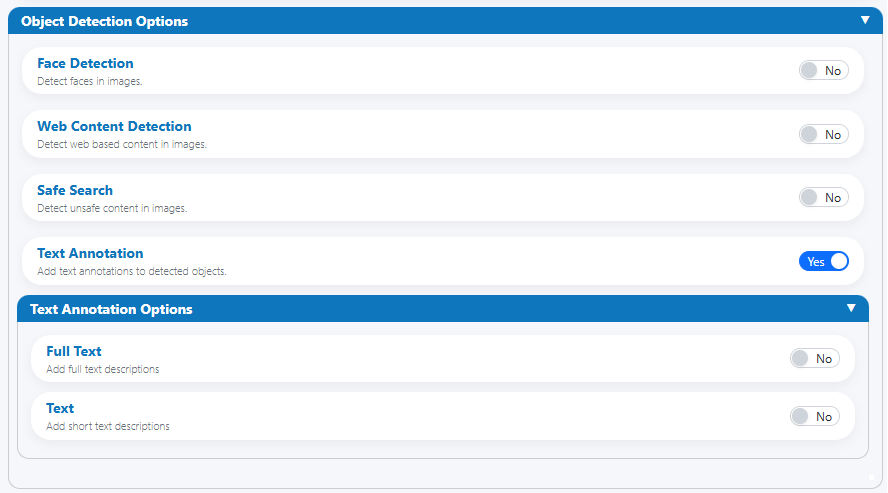 Object Detection Options ▼
Face Detection
Detect faces in images.
No
Web Content Detection
Detect web based content in images.
No
Safe Search
Detect unsafe content in images.
No
Text Annotation
Add text annotations to detected objects.
Yes
Text Annotation Options ▼
Full Text
Add full text descriptions
No
Text
Add short text descriptions
No